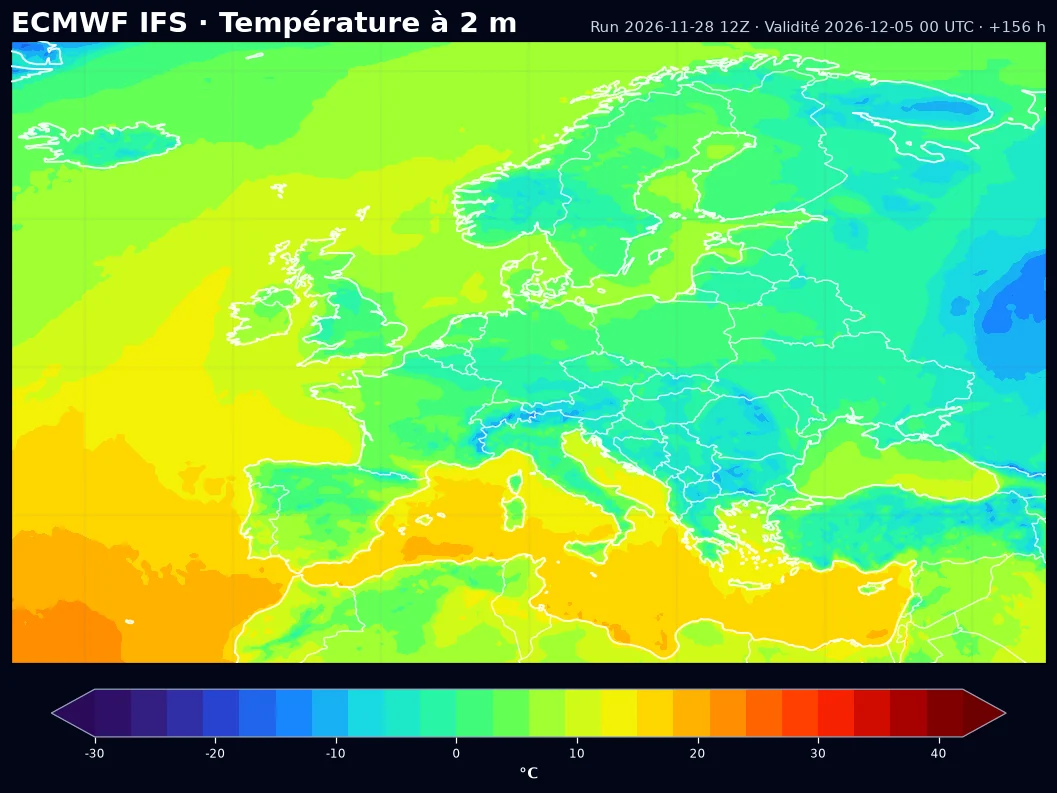 ECMWF IFS · Température à 2 m
Run 2026-11-28 12Z · Validité 2026-12-05 00 UTC · +156 h
-30 -20 -10 0 10 20 30 40
°C